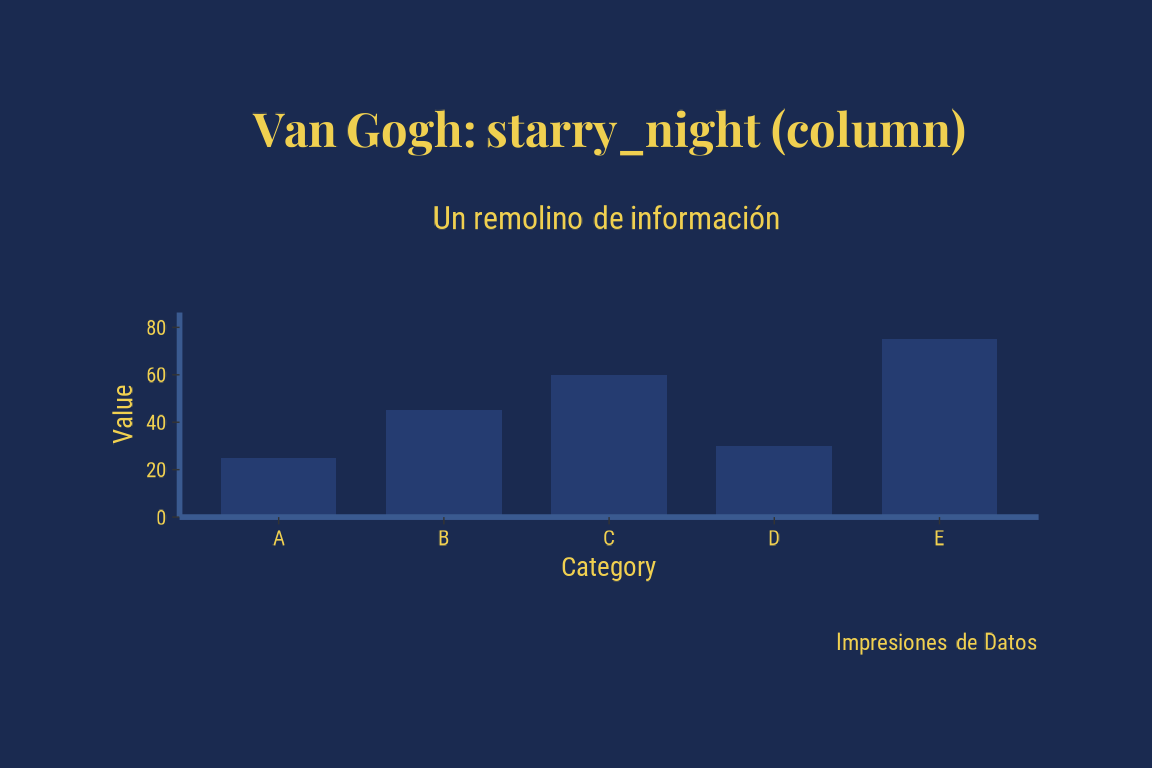 Van Gogh: starry_night (column)
Un remolino de información
80
60
40
20
0
Value
A B C D E
Category
Impresiones de Datos